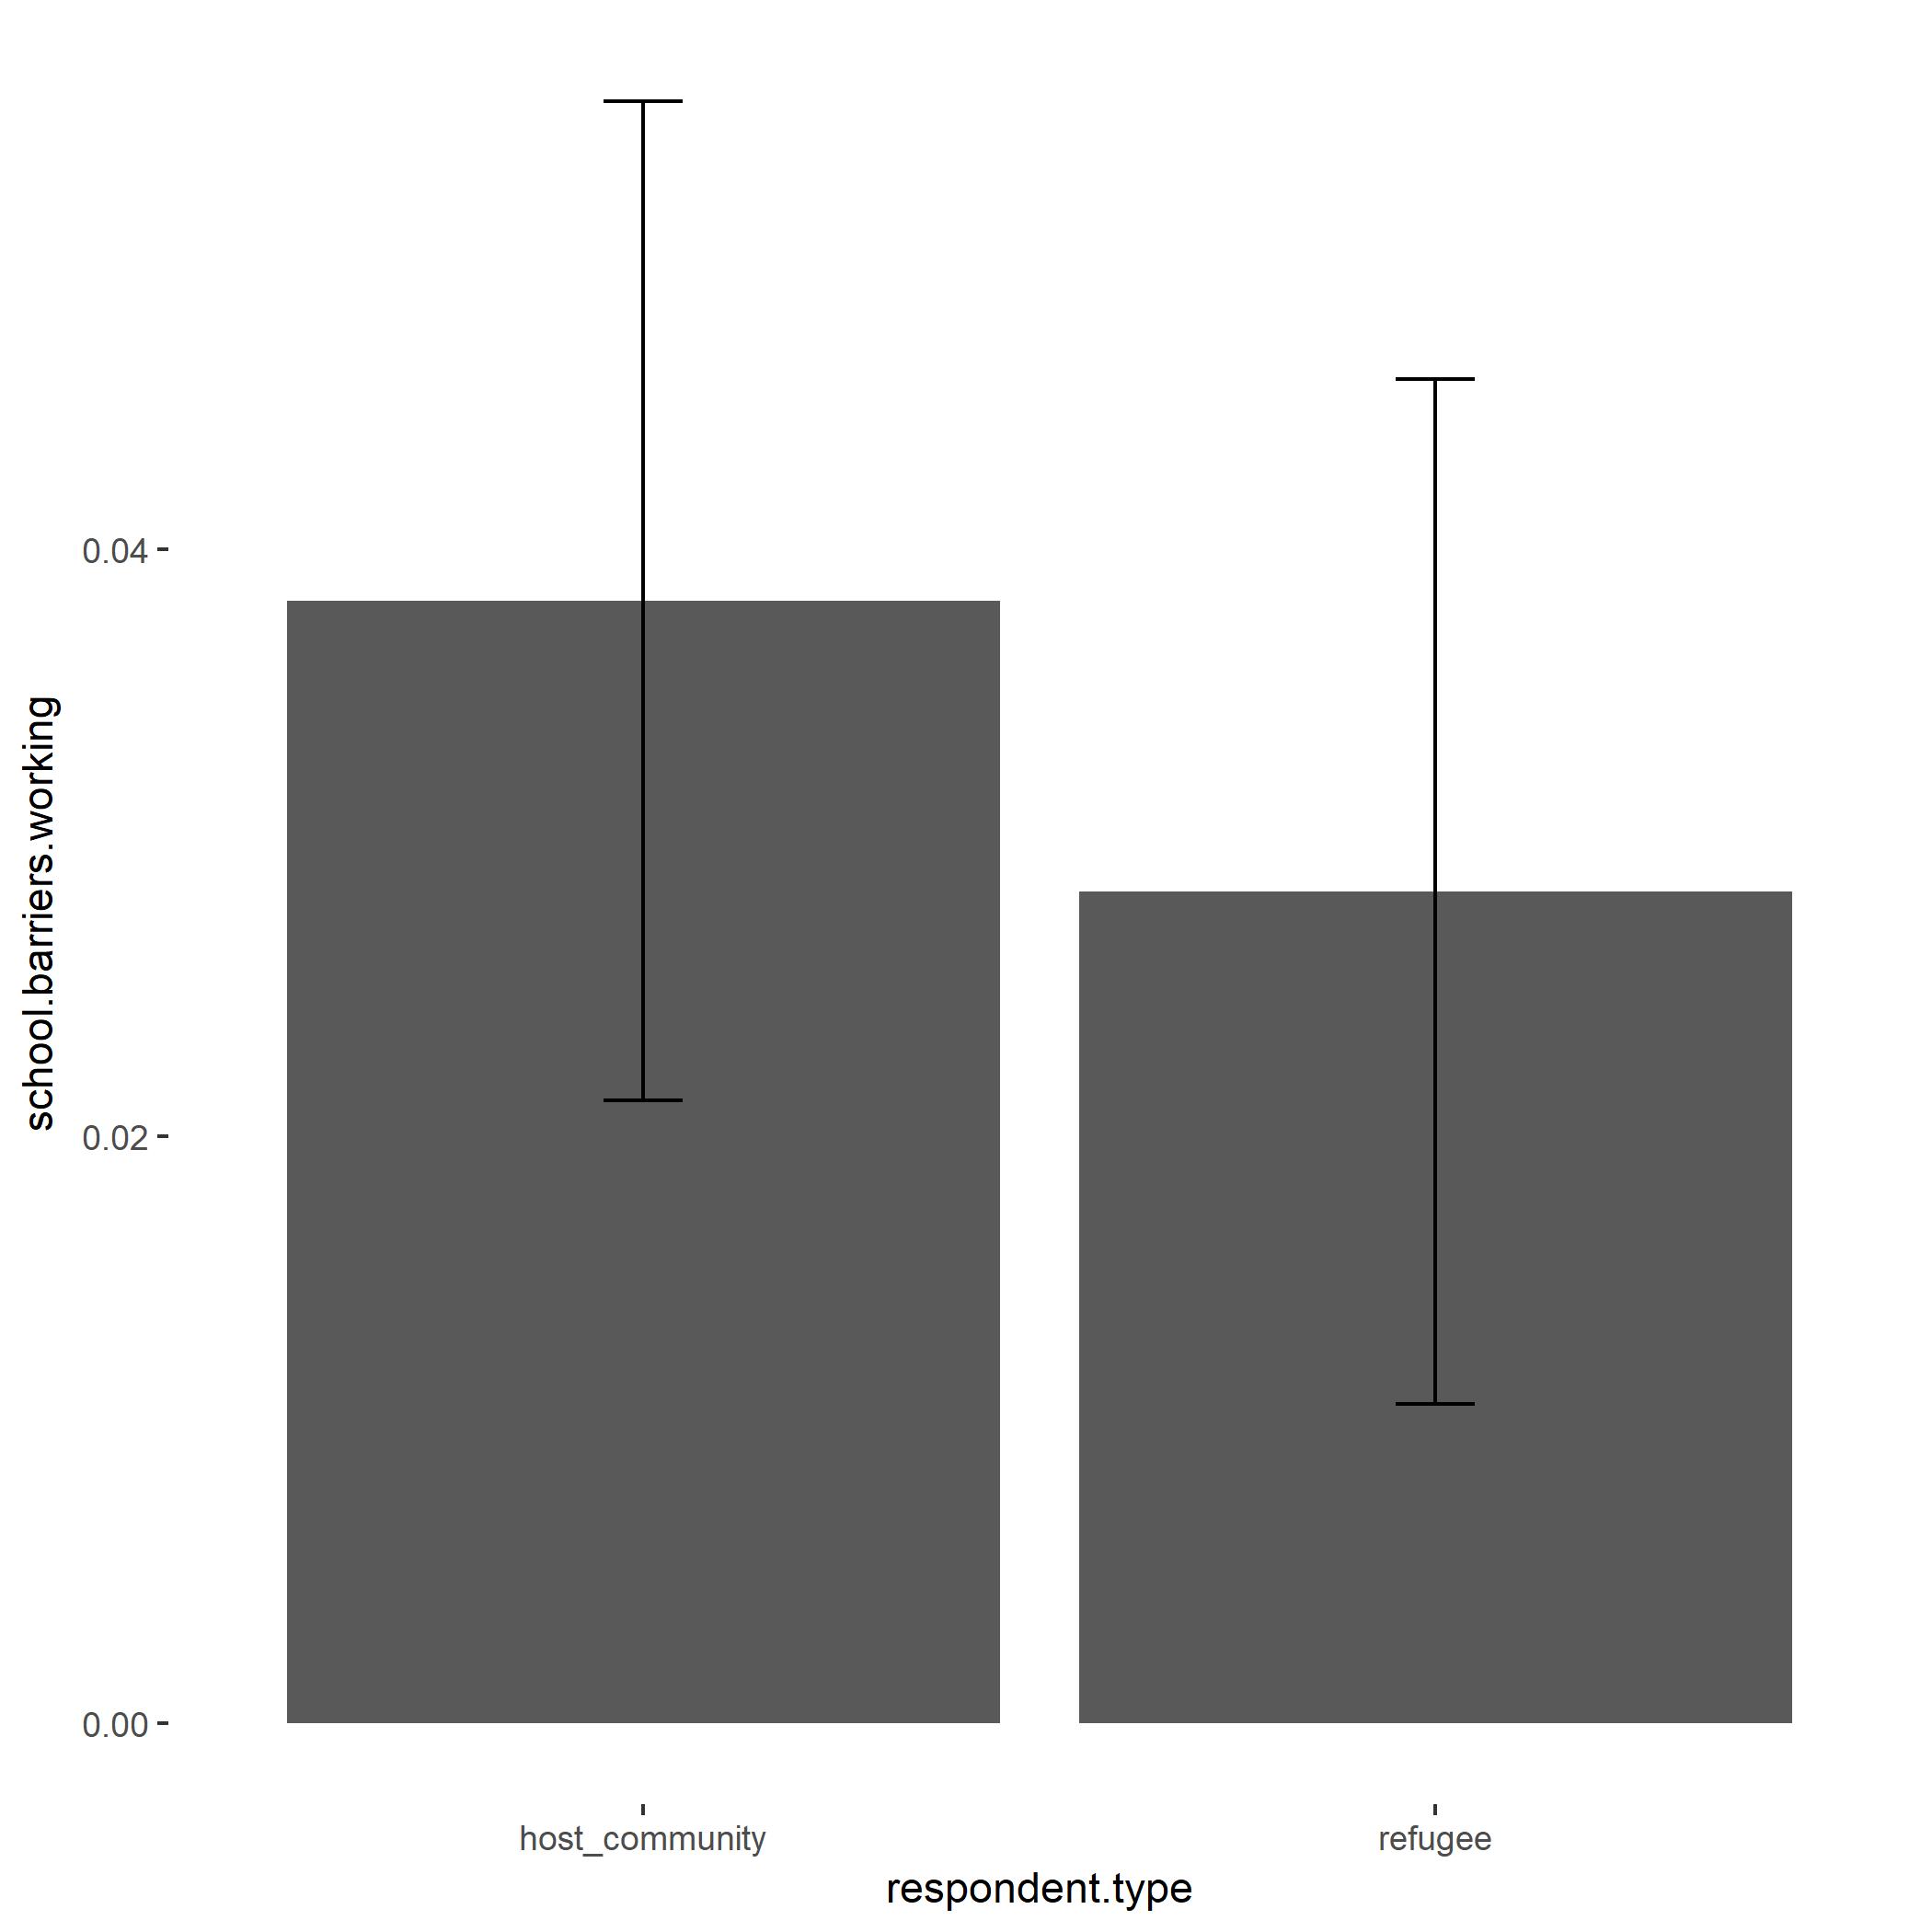 school.barriers.working
0.04
0.02
0.00
host_community
refugee
respondent.type